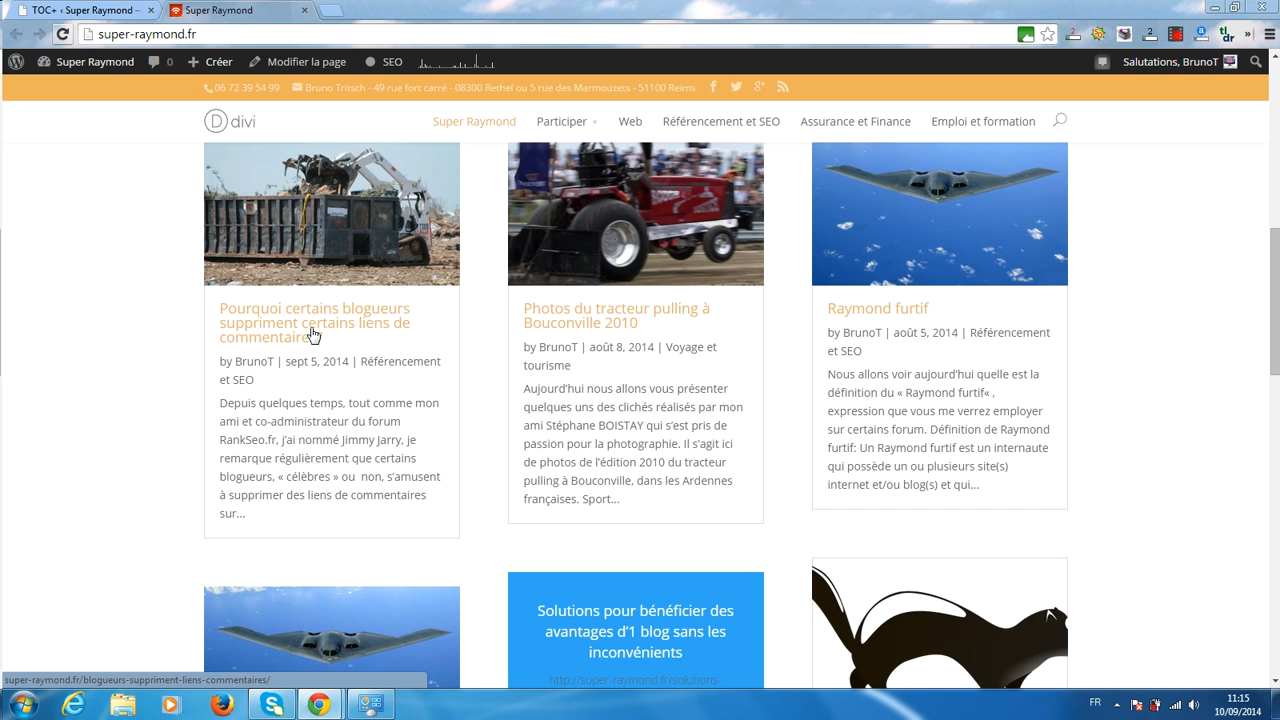 TOC+ ‹ Super Raymond —
Super Raymond
super-raymond.fr
Super Raymond
0
Créer
Modifier la page
SEO
Salutations, BrunoT
06 72 39 54 99
Bruno Tritsch - 49 rue fort carré - 08300 Rethel ou 5 rue des Marmouzets - 51100 Reims
D divi
Super Raymond
Participer
Web
Référencement et SEO
Assurance et Finance
Emploi et formation
Pourquoi certains blogueurs
suppriment certains liens de
commentaire
by BrunoT | sept 5, 2014 | Référencement
et SEO
Depuis quelques temps, tout comme mon
ami et co-administrateur du forum
RankSeo.fr, j’ai nommé Jimmy Jarry, je
remarque régulièrement que certains
blogueurs, « célèbres » ou non, s’amusent
à supprimer des liens de commentaires
sur...
Photos du tracteur pulling à
Bouconville 2010
by BrunoT | août 8, 2014 | Voyage et
tourisme
Aujourd’hui nous allons vous présenter
quelques uns des clichés réalisés par mon
ami Stéphane BOISTAY qui s’est pris de
passion pour la photographie. Il s’agit ici
de photos de l’édition 2010 du tracteur
pulling à Bouconville, dans les Ardennes
françaises. Sport...
Raymond furtif
by BrunoT | août 5, 2014 | Référencement
et SEO
Nous allons voir aujourd’hui quelle est la
définition du « Raymond furtif« ,
expression que vous me verrez employer
sur certains forum. Définition de Raymond
furtif: Un Raymond furtif est un internaute
qui possède un ou plusieurs site(s)
internet et/ou blog(s) et qui...
Solutions pour bénéficier des
avantages d’1 blog sans les
inconvénients
http://super-raymond.fr/solutions-
super-raymond.fr/blogueurs-suppriment-liens-commentaires/
FR
11:15
10/09/2014